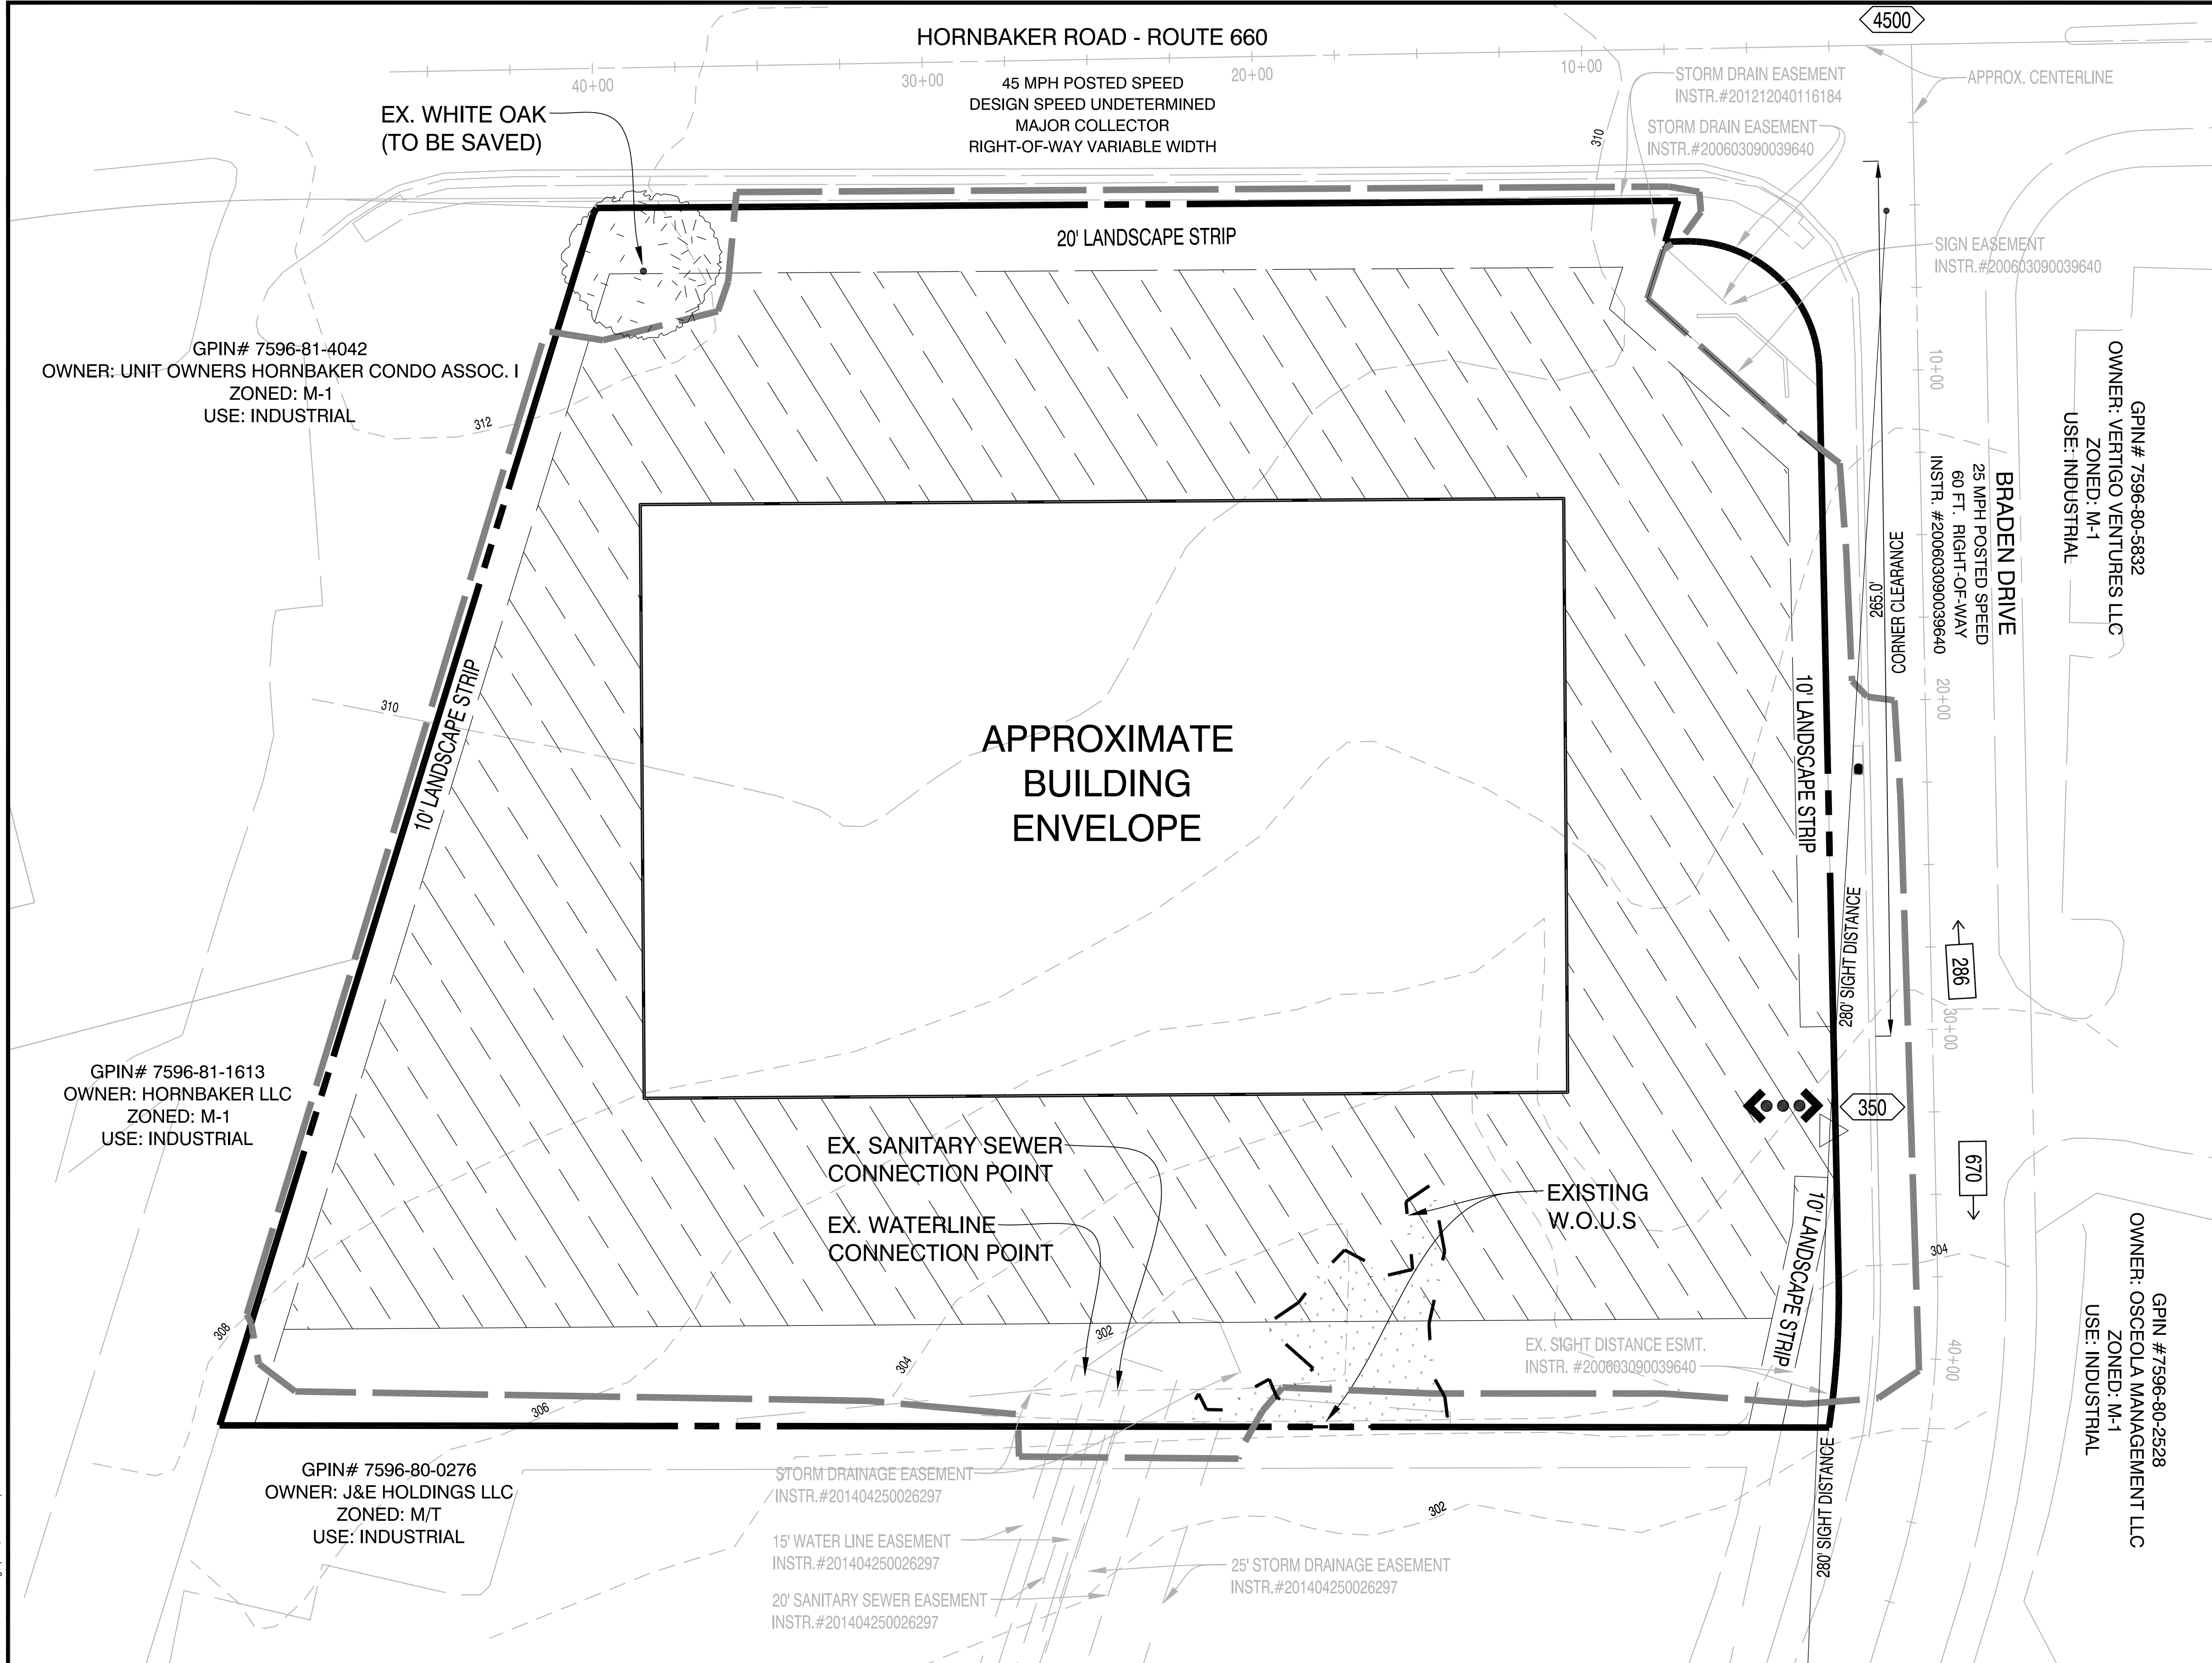 4500
HORNBAKER ROAD - ROUTE 660
40+00
30+00
20+00
10+00
45 MPH POSTED SPEED
DESIGN SPEED UNDETERMINED
MAJOR COLLECTOR
RIGHT-OF-WAY VARIABLE WIDTH
STORM DRAIN EASEMENT
INSTR.#201212040116184
APPROX. CENTERLINE
EX. WHITE OAK
(TO BE SAVED)
310
STORM DRAIN EASEMENT
INSTR.#200603090039640
20' LANDSCAPE STRIP
SIGN EASEMENT
INSTR.#200603090039640
GPIN# 7596-81-4042
OWNER: UNIT OWNERS HORNBAKER CONDO ASSOC. I
ZONED: M-1
USE: INDUSTRIAL
312
10+00
GPIN# 7596-80-5832
OWNER: VERTIGO VENTURES LLC
ZONED: M-1
USE: INDUSTRIAL
BRADEN DRIVE
25 MPH POSTED SPEED
60 FT. RIGHT-OF-WAY
INSTR. #200603090039640
265.0'
CORNER CLEARANCE
20+00
310
10' LANDSCAPE STRIP
10' LANDSCAPE STRIP
APPROXIMATE
BUILDING
ENVELOPE
280' SIGHT DISTANCE
286
30+00
GPIN# 7596-81-1613
OWNER: HORNBAKER LLC
ZONED: M-1
USE: INDUSTRIAL
350
EX. SANITARY SEWER
CONNECTION POINT
EX. WATERLINE
CONNECTION POINT
EXISTING
W.O.U.S
670
10' LANDSCAPE STRIP
304
GPIN #7596-80-2528
OWNER: OSCEOLA MANAGEMENT LLC
ZONED: M-1
USE: INDUSTRIAL
308
302
304
EX. SIGHT DISTANCE ESMT.
INSTR. #200603090039640
40+00
306
GPIN# 7596-80-0276
OWNER: J&E HOLDINGS LLC
ZONED: M/T
USE: INDUSTRIAL
STORM DRAINAGE EASEMENT
INSTR.#201404250026297
302
280' SIGHT DISTANCE
15' WATER LINE EASEMENT
INSTR.#201404250026297
25' STORM DRAINAGE EASEMENT
INSTR.#201404250026297
20' SANITARY SEWER EASEMENT
INSTR.#201404250026297